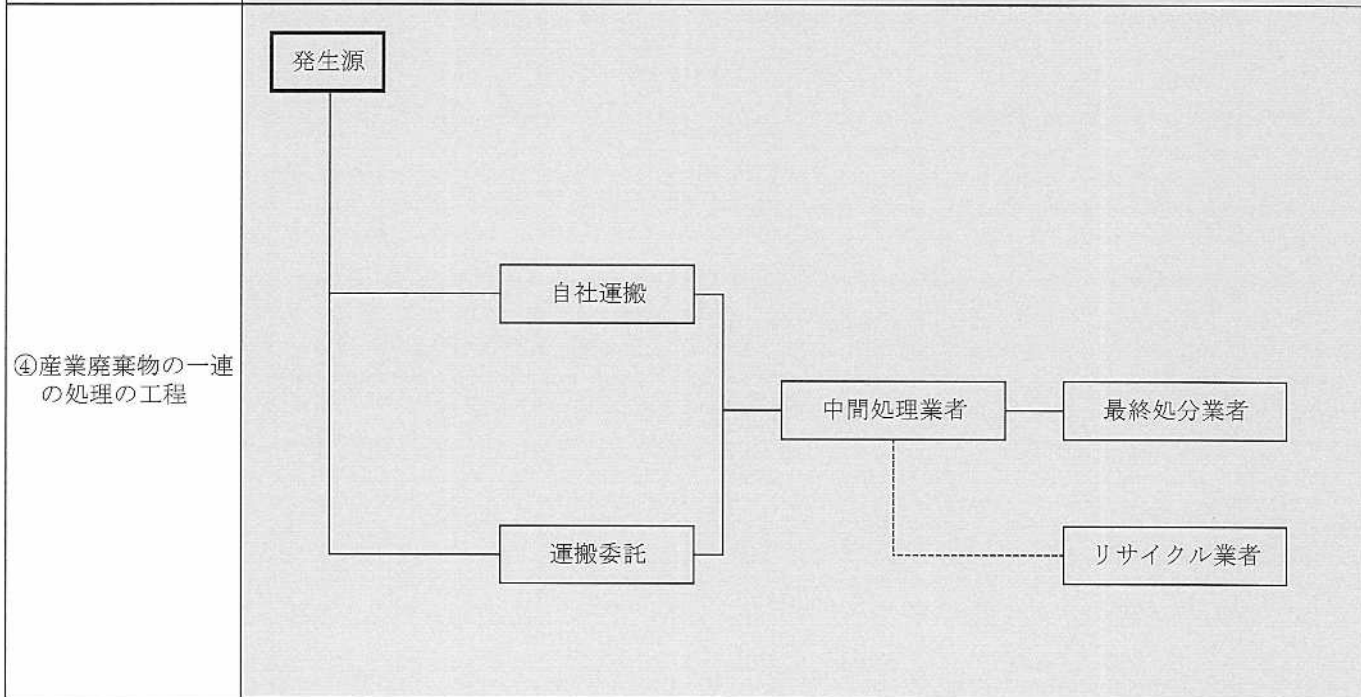 ④産業廃棄物の一連
の処理の工程
発生源
自社運搬
中間処理業者
最終処分業者
運搬委託
リサイクル業者